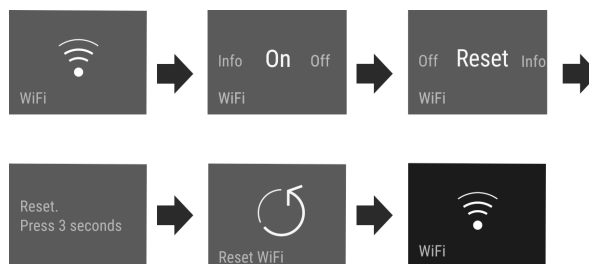 WiFi
Info On Off
WiFi
Off Reset Info
WiFi
Reset.
Press 3 seconds
Reset WiFi
WiFi